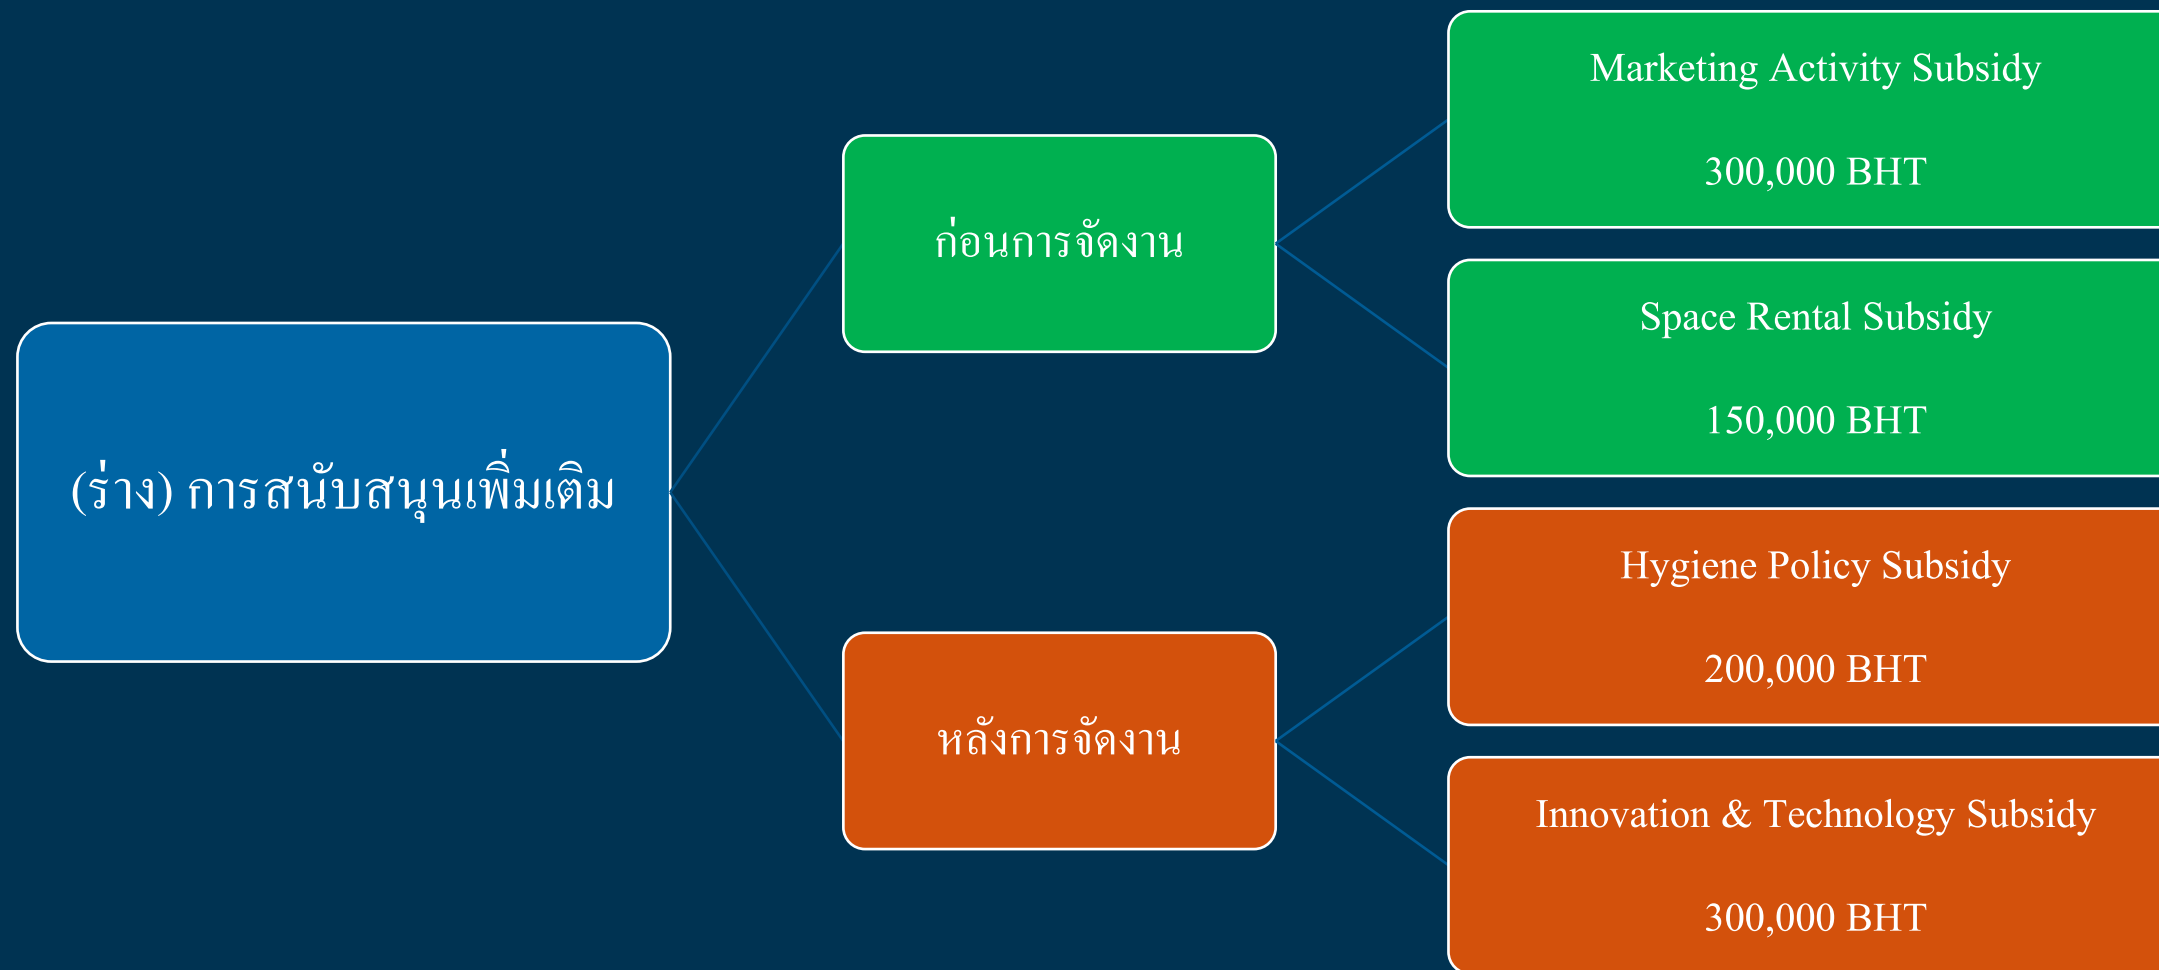 (ร่าง) การสนับสนุนเพิ่มเติม
ก่อนการจัดงาน
Marketing Activity Subsidy
300,000 BHT
Space Rental Subsidy
150,000 BHT
หลังการจัดงาน
Hygiene Policy Subsidy
200,000 BHT
Innovation & Technology Subsidy
300,000 BHT